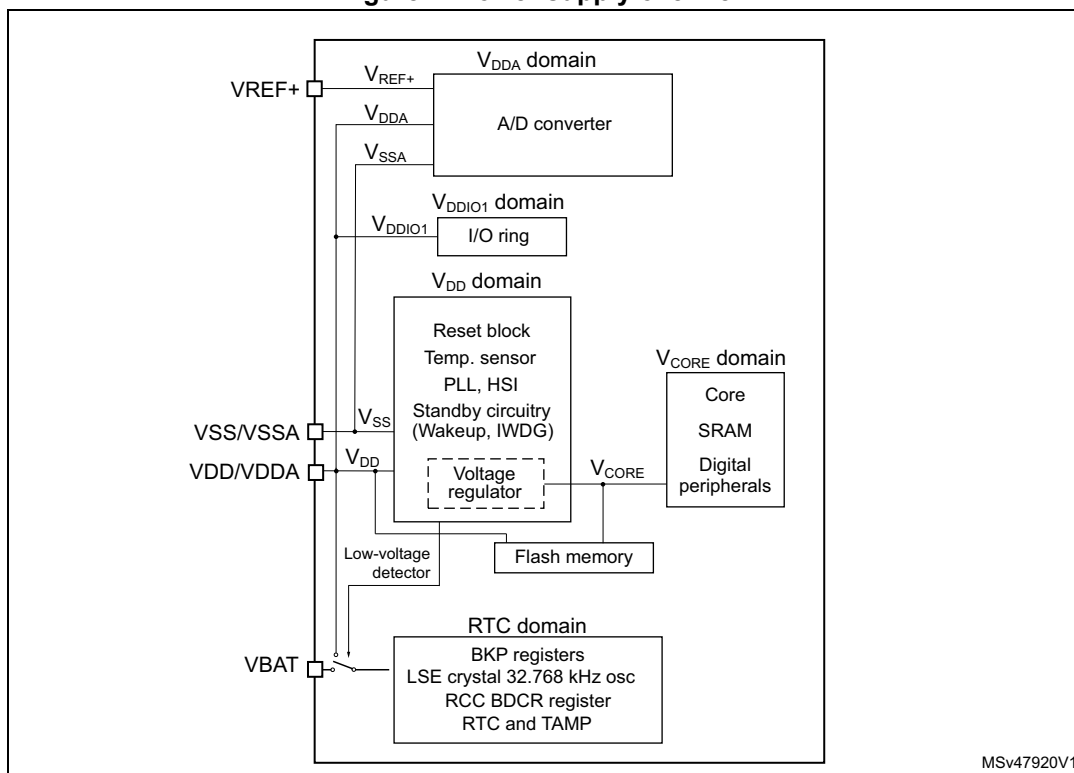 VDDA domain
VREF+
VREF+
VDDA
A/D converter
VSSA
VDDIO1 domain
VDDIO1
I/O ring
VDD domain
Reset block
Temp. sensor
PLL, HSI
Standby circuitry
(Wakeup, IWDG)
Voltage
regulator
VCORE domain
Core
SRAM
Digital
peripherals
VSS/VSSA
VSS
VDD/VDDA
VDD
VCORE
Flash memory
Low-voltage
detector
RTC domain
VBAT
BKP registers
LSE crystal 32.768 kHz osc
RCC BDCR register
RTC and TAMP
MSv47920V1